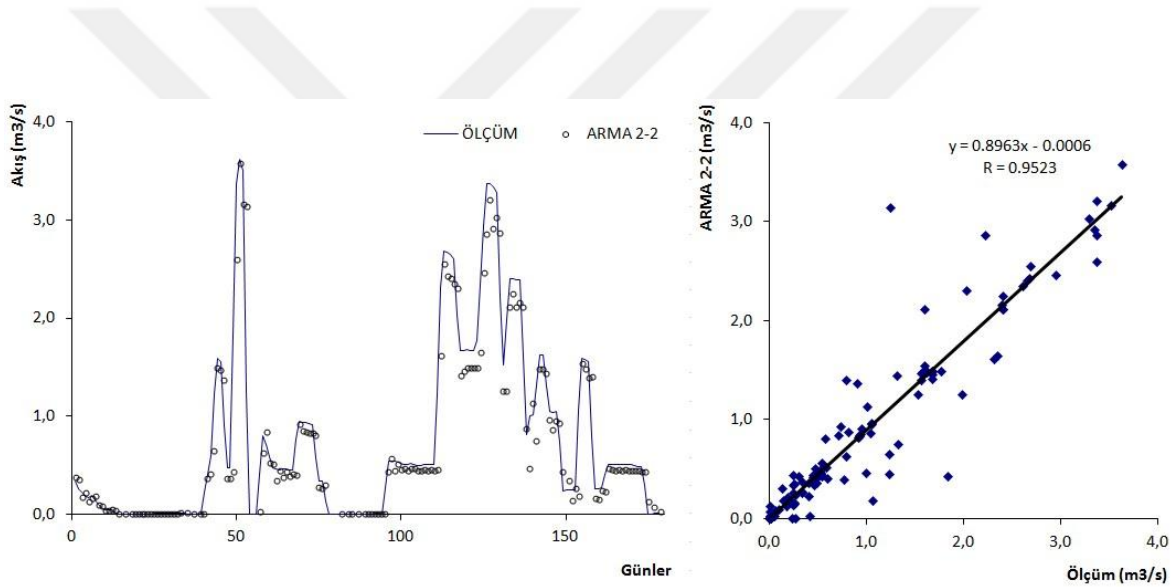 Akış (m3/s)
4,0
3,0
2,0
1,0
0,0
ÖLÇÜM
ARMA 2-2
0
50
100
150
Günler
ARMA 2-2 (m3/s)
4,0
3,0
2,0
1,0
0,0
y = 0.8963x - 0.0006
R = 0.9523
0,0
1,0
2,0
3,0
4,0
Ölçüm (m3/s)